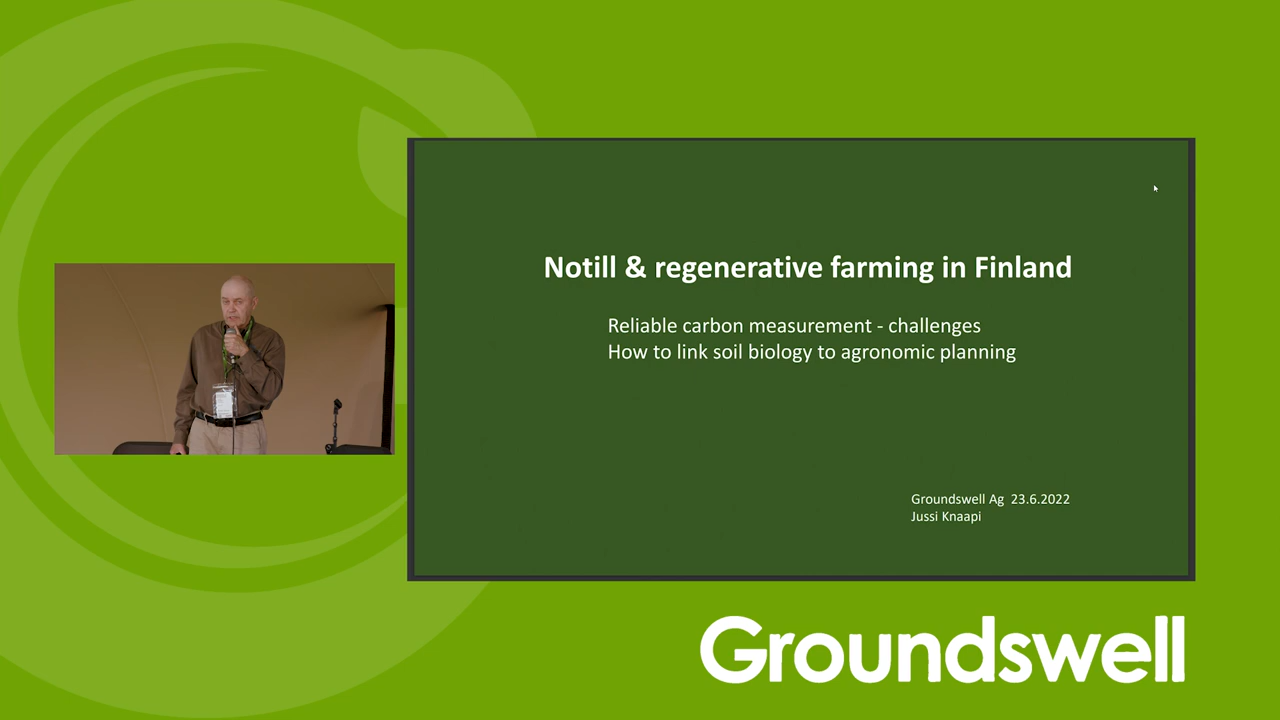 Notill & regenerative farming in Finland
Reliable carbon measurement - challenges
How to link soil biology to agronomic planning
Groundswell Ag 23.6.2022
Jussi Knaapi
Groundswell